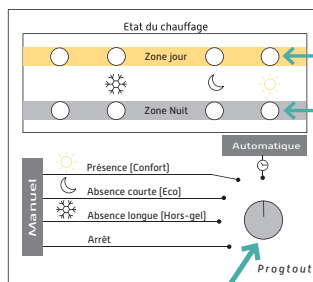 Etat du chauffage
Zone jour
Zone Nuit
Automatique
Manuel
Présence (Confort)
Absence courte (Eco)
Absence longue (Hors-gel)
Arrêt
Progtout